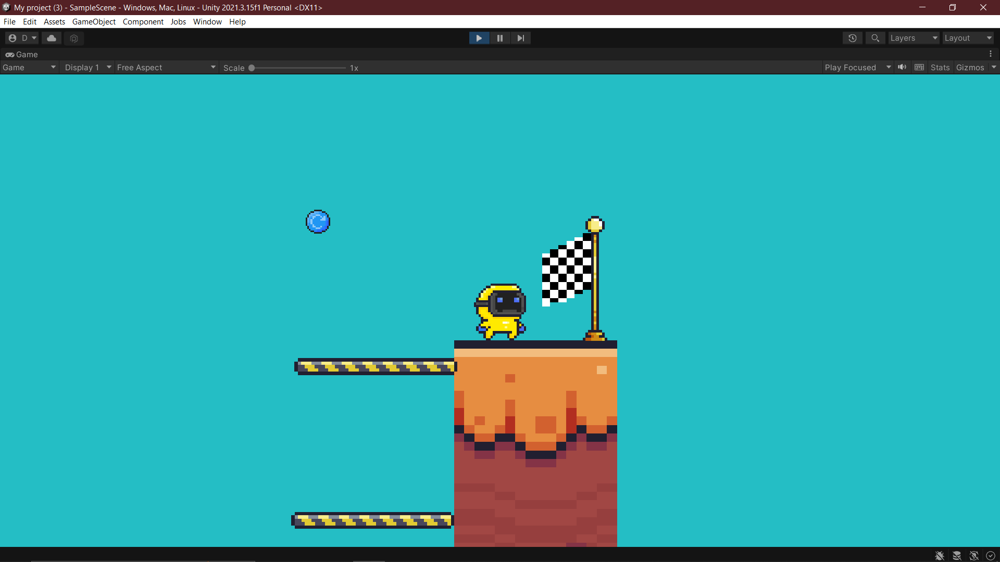 My project (3) - SampleScene - Windows, Mac, Linux - Unity 2021.3.15f1 Personal <DX11>
File Edit Assets GameObject Component Jobs Window Help
D Layers Layout
Game
Game Display 1 Free Aspect Scale 1x Play Focused Stats Gizmos